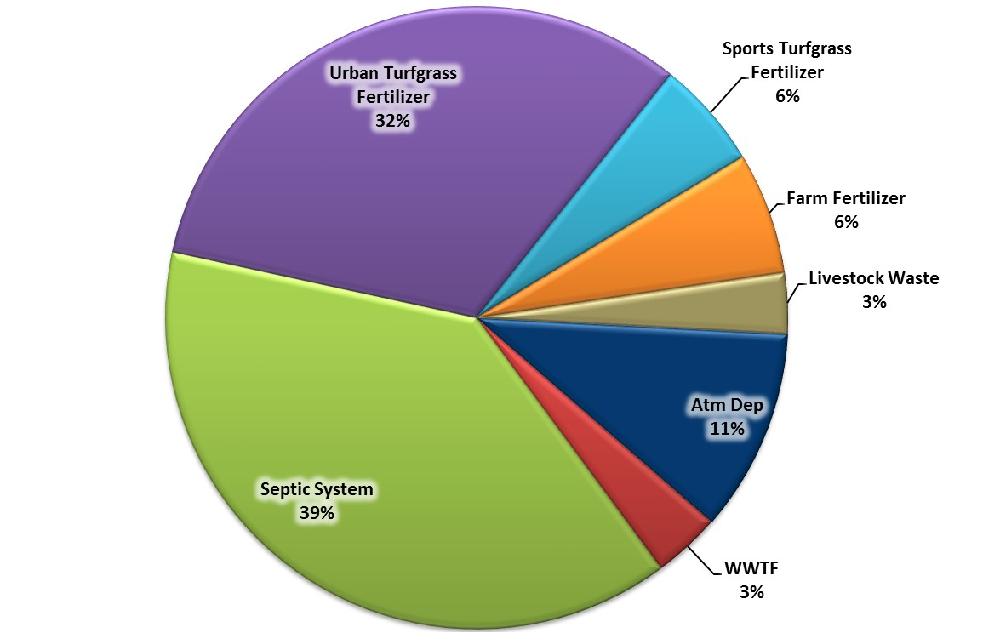 Urban Turfgrass
Fertilizer
32%
Sports Turfgrass
Fertilizer
6%
Farm Fertilizer
6%
Livestock Waste
3%
Atm Dep
11%
WWTF
3%
Septic System
39%